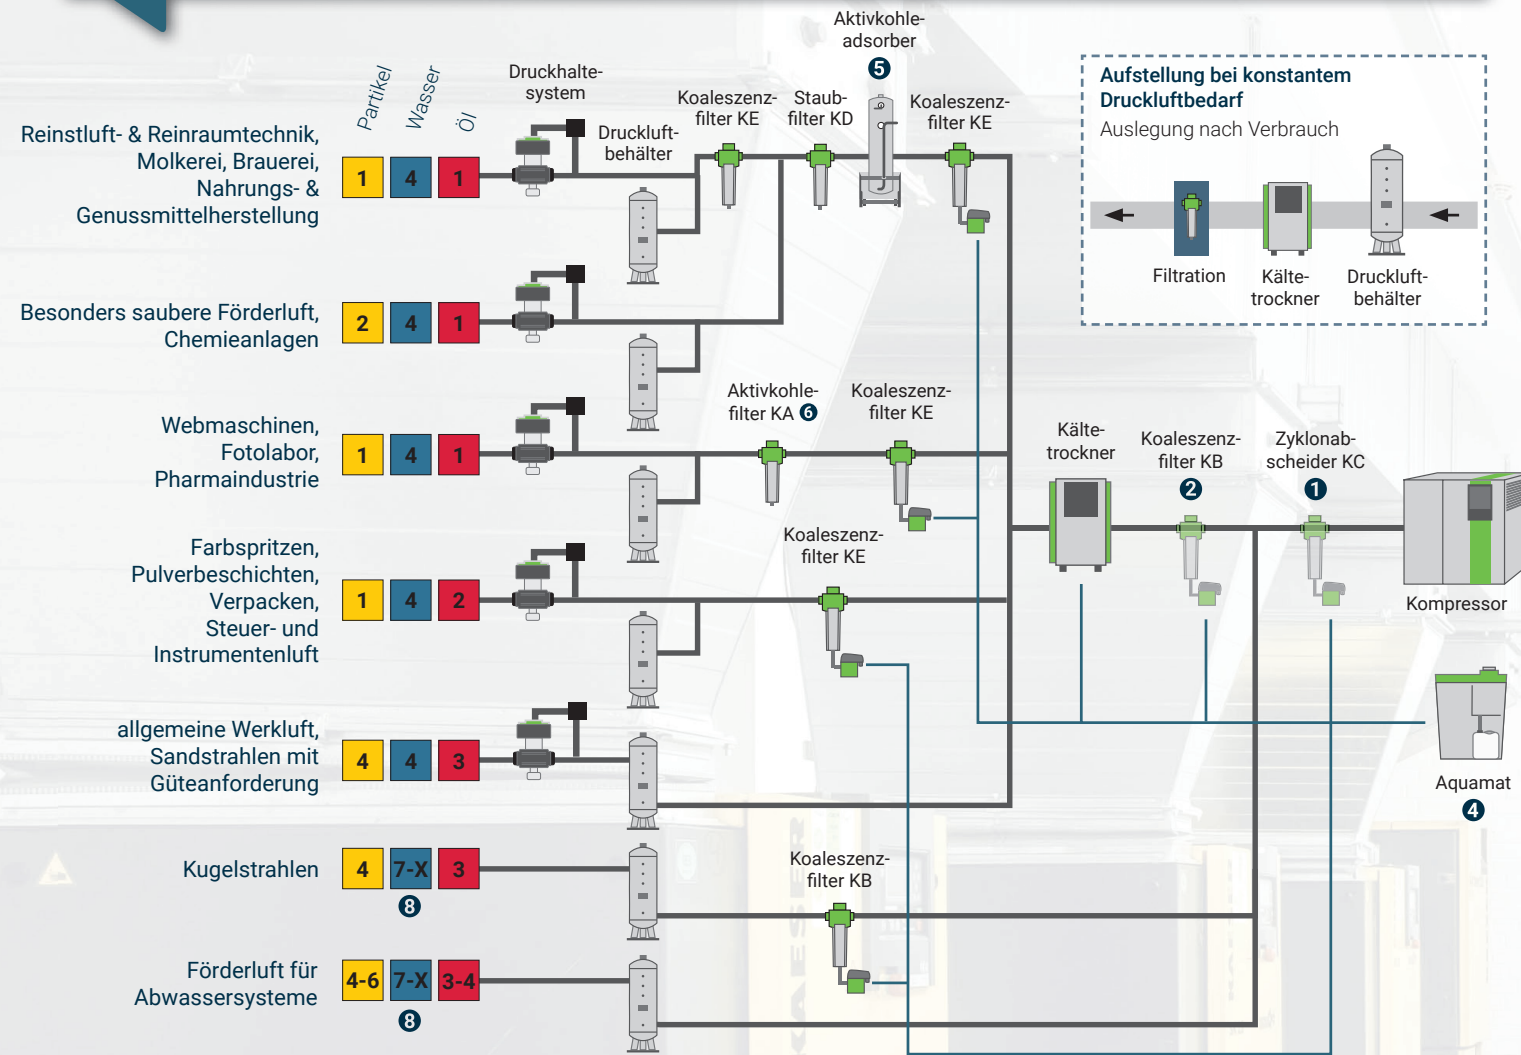 Aktivkohle-
adsorber
5
Partikel
Wasser
Öl
Druckhalte-
system
Druckluft-
behälter
Koaleszenz-
filter KE
Staub-
filter KD
Koaleszenz-
filter KE
Aufstellung bei konstantem
Druckluftbedarf
Auslegung nach Verbrauch
Filtration
Kälte-
trockner
Druckluft-
behälter
Reinstluft- & Reinraumtechnik,
Molkerei, Brauerei,
Nahrungs- &
Genussmittelherstellung
1 4 1
Besonders saubere Förderluft,
Chemieanlagen
2 4 1
Aktivkohle-
filter KA 6
Koaleszenz-
filter KE
Webmaschinen,
Fotolabor,
Pharmaindustrie
1 4 1
Kälte-
trockner
Koaleszenz-
filter KB
2
Zyklonab-
scheider KC
1
Kompressor
Koaleszenz-
filter KE
Farbspritzen,
Pulverbeschichten,
Verpacken,
Steuer- und
Instrumentenluft
1 4 2
allgemeine Werkluft,
Sandstrahlen mit
Güteanforderung
4 4 3
Aquamat
4
Kugelstrahlen
4 7-X 3
8
Koaleszenz-
filter KB
Förderluft für
Abwassersysteme
4-6 7-X 3-4
8
KAESER